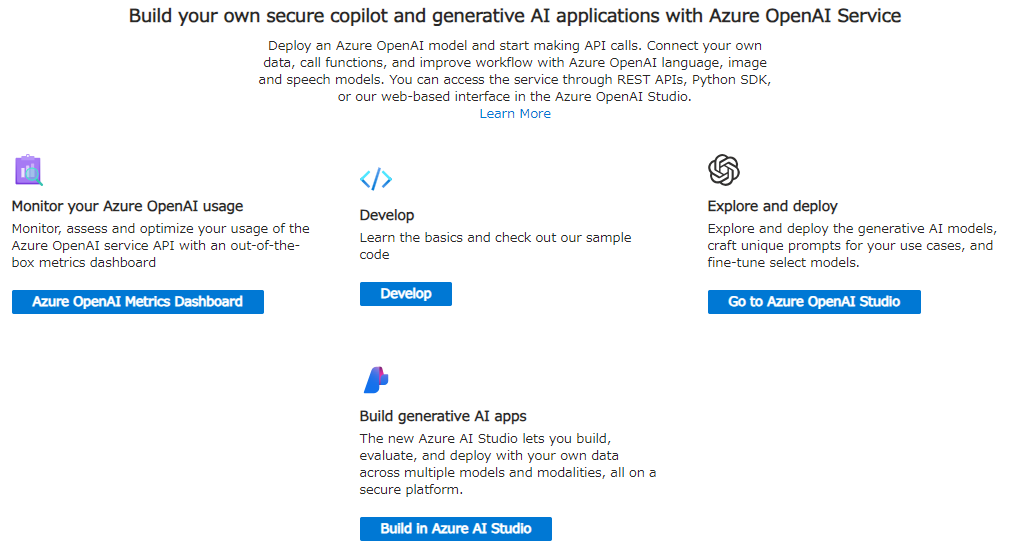 Build your own secure copilot and generative AI applications with Azure OpenAI Service
Deploy an Azure OpenAI model and start making API calls. Connect your own
data, call functions, and improve workflow with Azure OpenAI language, image
and speech models. You can access the service through REST APIs, Python SDK,
or our web-based interface in the Azure OpenAI Studio.
Learn More
Monitor your Azure OpenAI usage
Monitor, assess and optimize your usage of the
Azure OpenAI service API with an out-of-the-
box metrics dashboard
Azure OpenAI Metrics Dashboard
Develop
Learn the basics and check out our sample
code
Develop
Explore and deploy
Explore and deploy the generative AI models,
craft unique prompts for your use cases, and
fine-tune select models.
Go to Azure OpenAI Studio
Build generative AI apps
The new Azure AI Studio lets you build,
evaluate, and deploy with your own data
across multiple models and modalities, all on a
secure platform.
Build in Azure AI Studio